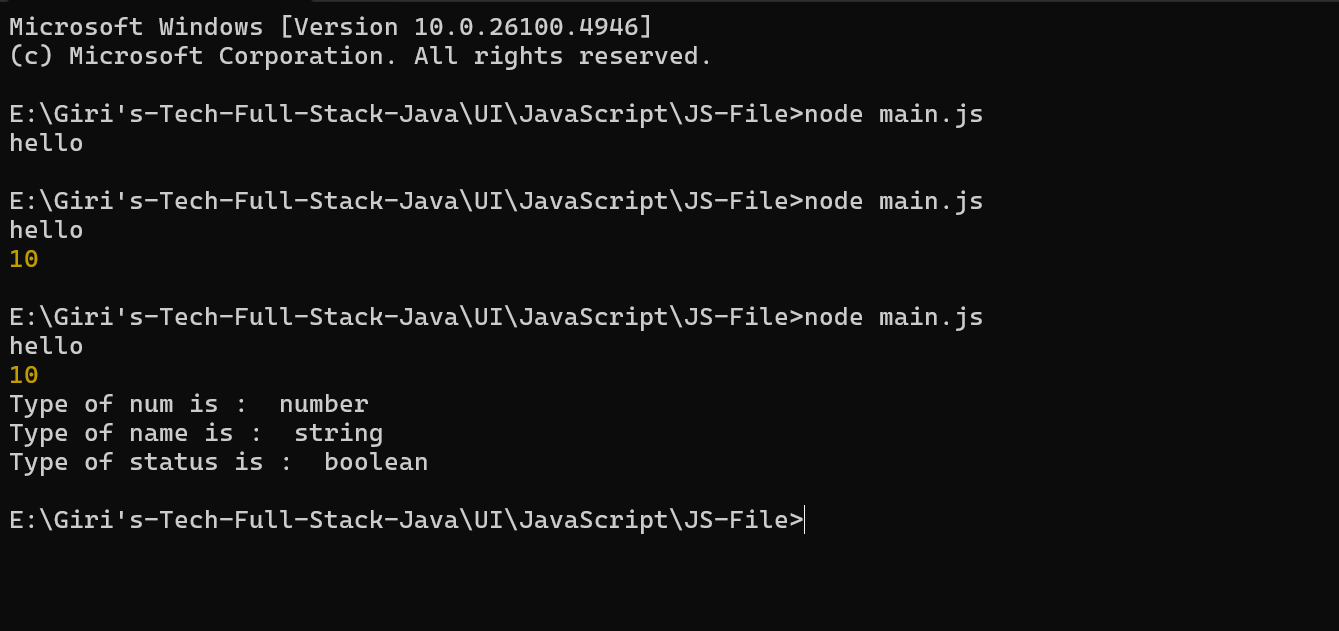 Microsoft Windows [Version 10.0.26100.4946]
(c) Microsoft Corporation. All rights reserved.
E:\Giri's-Tech-Full-Stack-Java\UI\JavaScript\JS-File>node main.js
hello
E:\Giri's-Tech-Full-Stack-Java\UI\JavaScript\JS-File>node main.js
hello
10
E:\Giri's-Tech-Full-Stack-Java\UI\JavaScript\JS-File>node main.js
hello
10
Type of num is :  number
Type of name is :  string
Type of status is :  boolean
E:\Giri's-Tech-Full-Stack-Java\UI\JavaScript\JS-File>